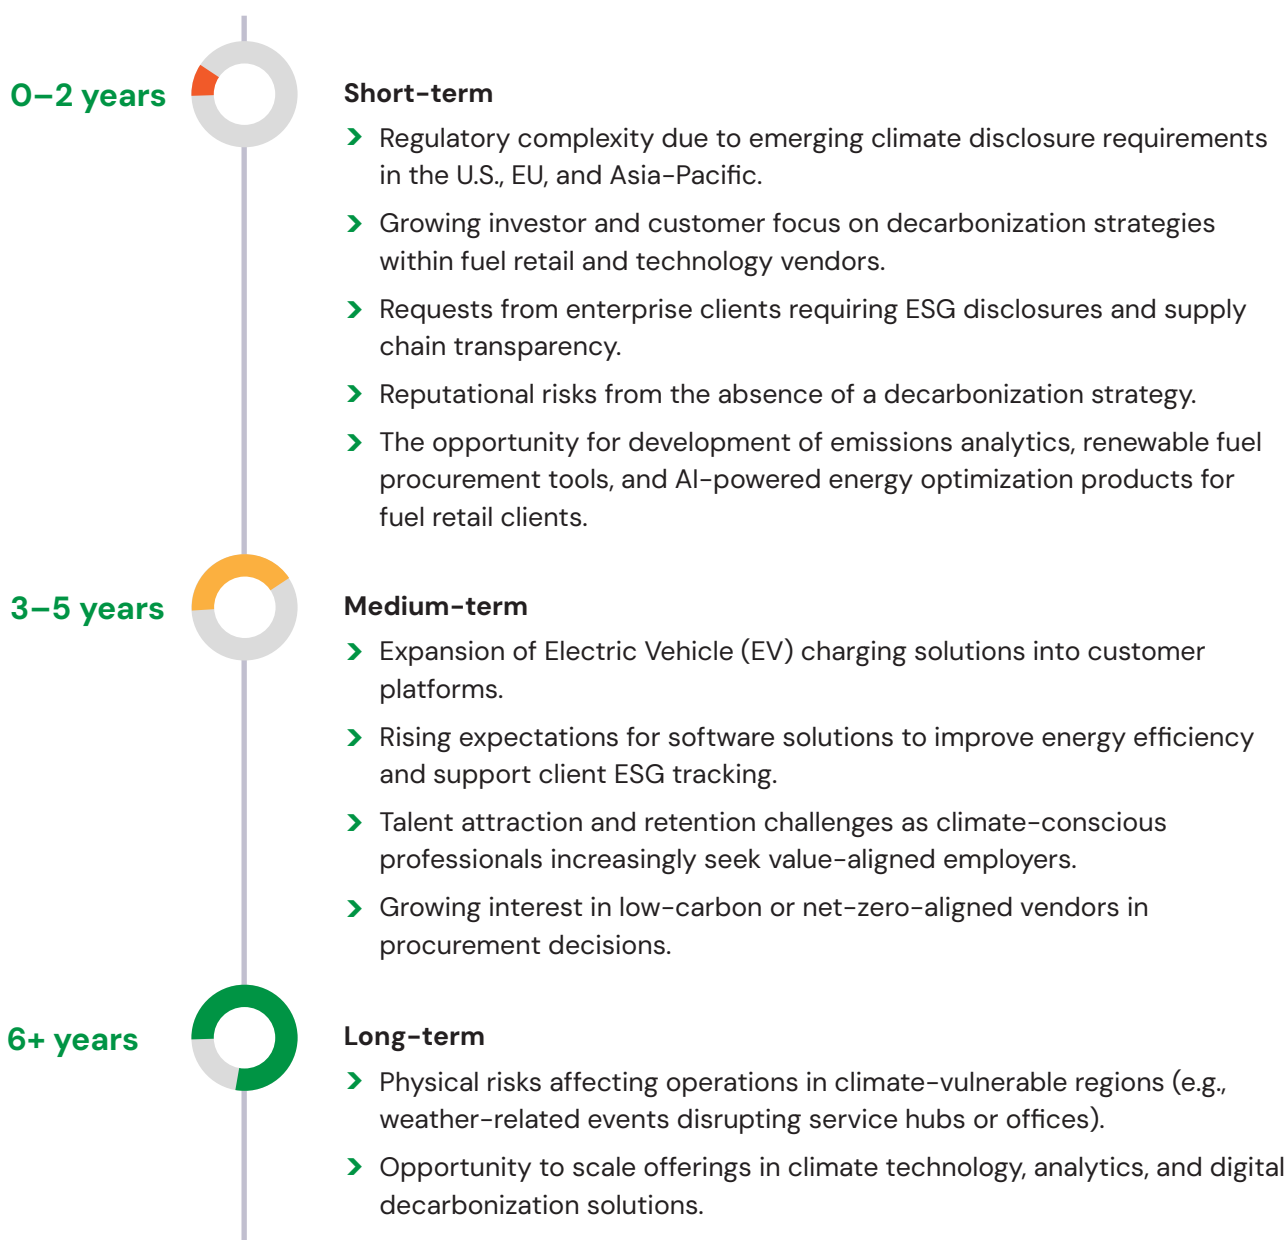 0–2 years
Short-term
Regulatory complexity due to emerging climate disclosure requirements
in the U.S., EU, and Asia-Pacific.
Growing investor and customer focus on decarbonization strategies
within fuel retail and technology vendors.
Requests from enterprise clients requiring ESG disclosures and supply
chain transparency.
Reputational risks from the absence of a decarbonization strategy.
The opportunity for development of emissions analytics, renewable fuel
procurement tools, and AI-powered energy optimization products for
fuel retail clients.
3–5 years
Medium-term
Expansion of Electric Vehicle (EV) charging solutions into customer
platforms.
Rising expectations for software solutions to improve energy efficiency
and support client ESG tracking.
Talent attraction and retention challenges as climate-conscious
professionals increasingly seek value-aligned employers.
Growing interest in low-carbon or net-zero-aligned vendors in
procurement decisions.
6+ years
Long-term
Physical risks affecting operations in climate-vulnerable regions (e.g.,
weather-related events disrupting service hubs or offices).
Opportunity to scale offerings in climate technology, analytics, and digital
decarbonization solutions.